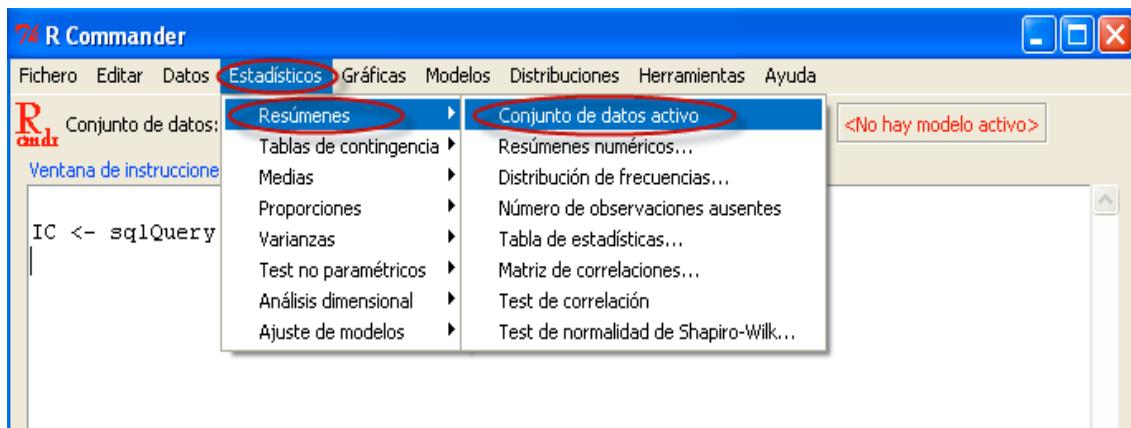 R Commander
Fichero Editar Datos Estadísticos Gráficas Modelos Distribuciones Herramientas Ayuda
R cmdr Conjunto de datos: <No hay modelo activo>
Ventana de instruccione
IC <- sqlQuery
Resúmenes
Tablas de contingencia
Medias
Proporciones
Varianzas
Test no paramétricos
Análisis dimensional
Ajuste de modelos
Conjunto de datos activo
Resúmenes numéricos...
Distribución de frecuencias...
Número de observaciones ausentes
Tabla de estadísticas...
Matriz de correlaciones...
Test de correlación
Test de normalidad de Shapiro-Wilk...